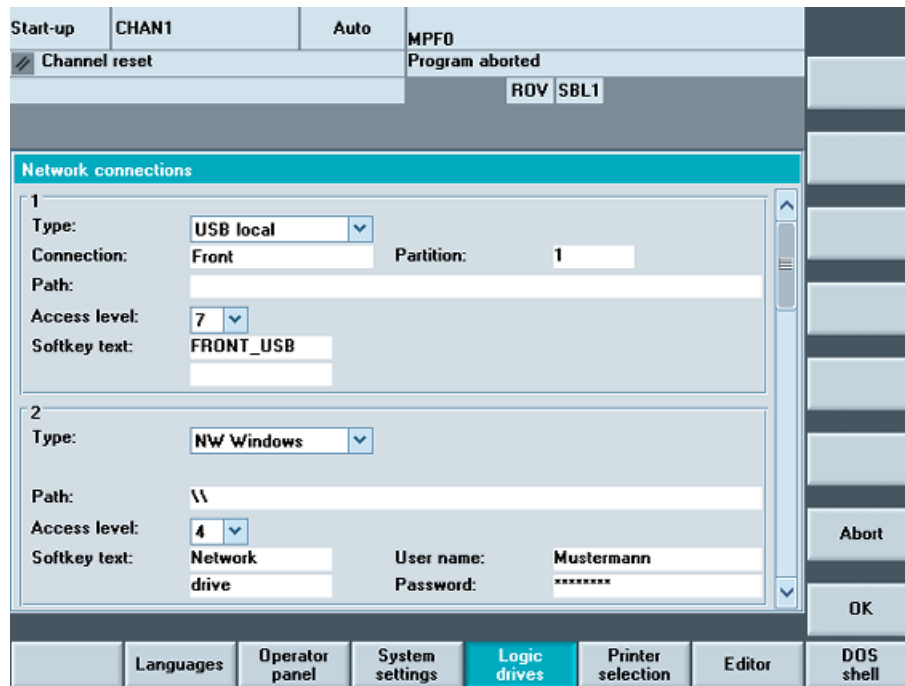 Start-up CHAN1 Auto MPF0
Channel reset Program aborted
ROV SBL1
Network connections
1
Type: USB local
Connection: Front Partition: 1
Path:
Access level: 7
Softkey text: FRONT_USB
2
Type: NW Windows
Path: \\
Access level: 4
Softkey text: Network User name: Mustermann
drive Password: ********
Abort
OK
Languages
Operator
panel
System
settings
Logic
drives
Printer
selection
Editor
DOS
shell